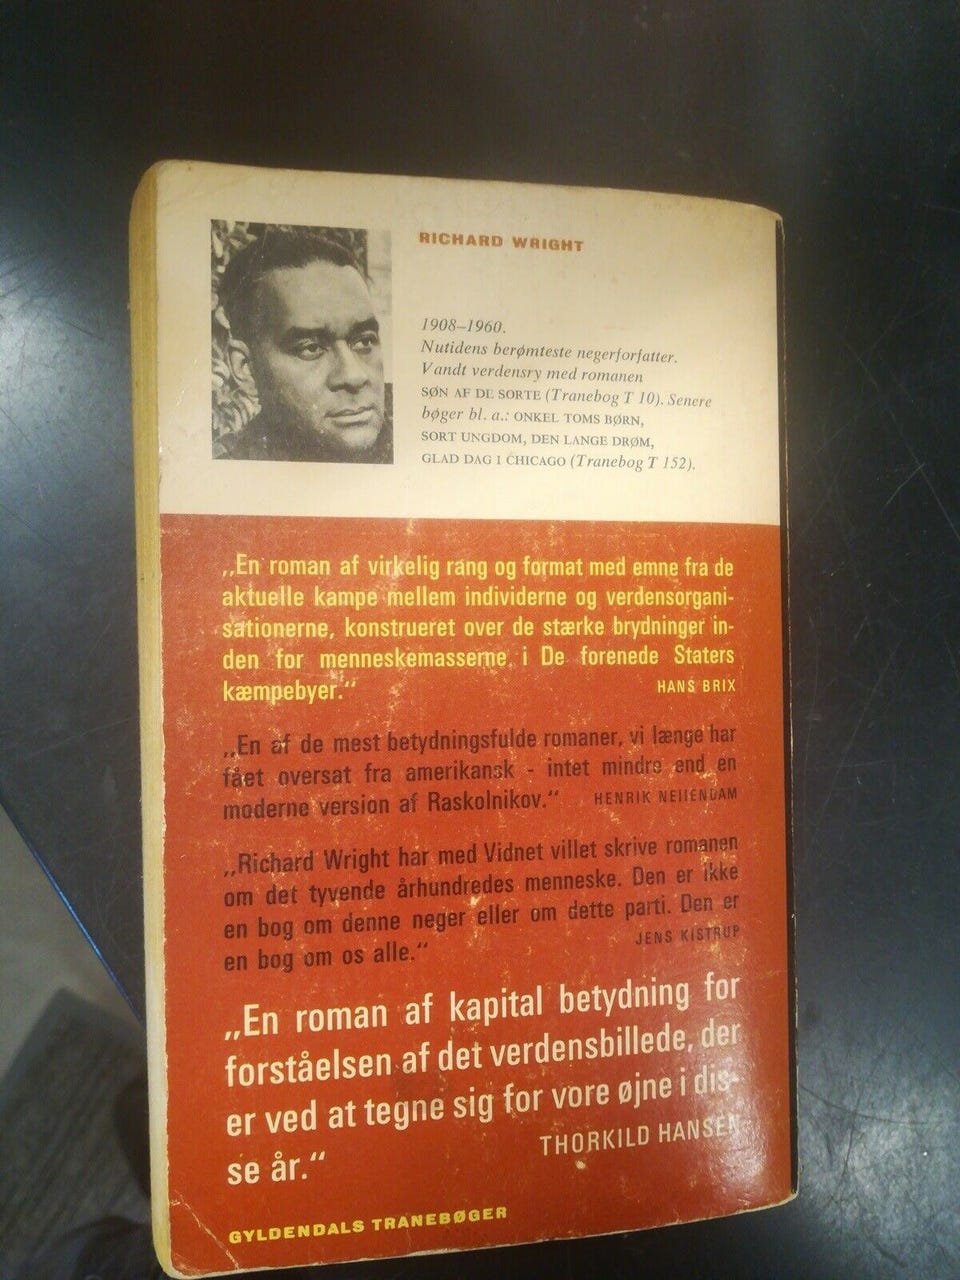 RICHARD WRIGHT
1908–1960.
Nutidens berømteste negerforfatter.
Vandt verdensry med romanen
SØN AF DE SORTE (Tranebog T 10). Senere
bøger bl. a.: ONKEL TOMS BØRN,
SORT UNGDOM, DEN LANGE DRØM,
GLAD DAG I CHICAGO (Tranebog T 152).
„En roman af virkelig rang og format med emne fra de
aktuelle kampe mellem individerne og verdensorgani-
sationerne, konstrueret over de stærke brydninger in-
den for menneskemasserne i De forenede Staters
kæmpebyer.“ HANS BRIX
„En af de mest betydningsfulde romaner, vi længe har
fået oversat fra amerikansk - intet mindre end en
moderne version af Raskolnikov.“ HENRIK NEIIENDAM
„Richard Wright har med Vidnet villet skrive romanen
om det tyvende århundredes menneske. Den er ikke
en bog om denne neger eller om dette parti. Den er
en bog om os alle.“ JENS KISTRUP
„En roman af kapital betydning for
forståelsen af det verdensbillede, der
er ved at tegne sig for vore øjne i dis-
se år.“ THORKILD HANSEN
GYLDENDALS TRANEBØGER